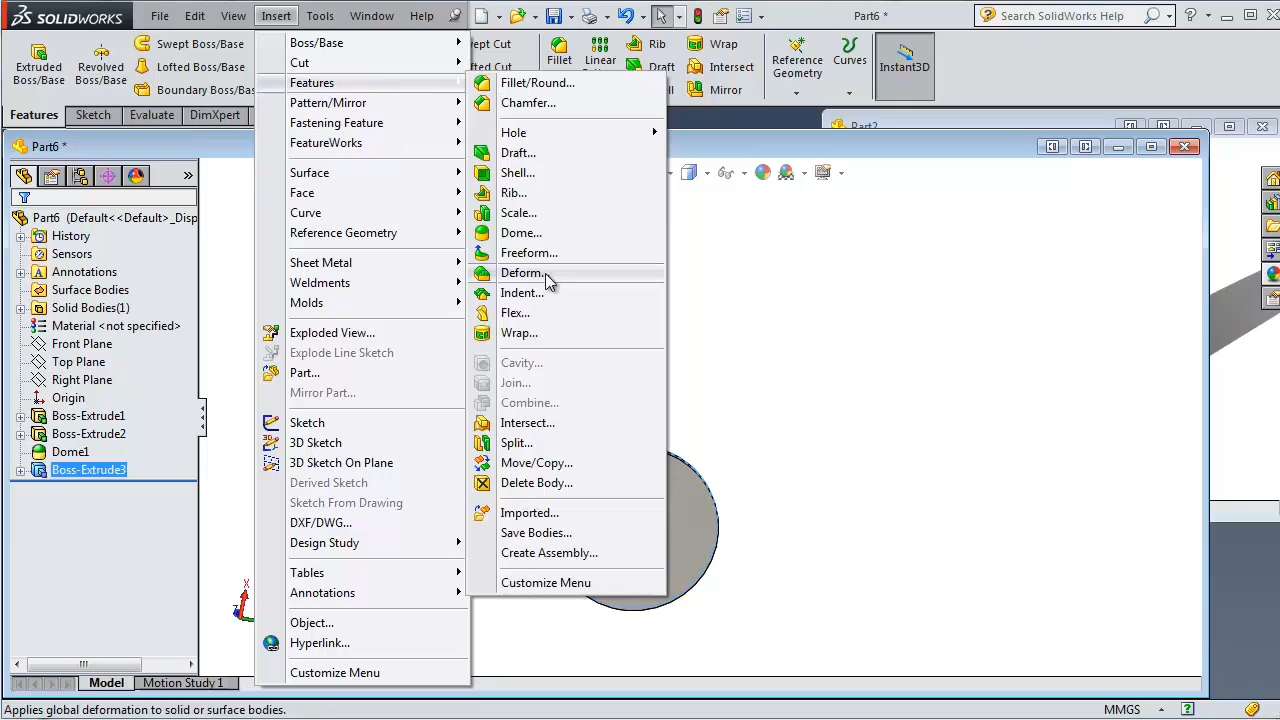 SOLIDWORKS
File Edit View Insert Tools Window Help
Part6 *
Search SolidWorks Help
Extruded Boss/Base
Revolved Boss/Base
Swept Boss/Base
Lofted Boss/Base
Boundary Boss/Bas
ept Cut
Fillet
Linear
Rib
Draft
Shell
Wrap
Intersect
Mirror
Reference Geometry
Curves
Instant3D
Features Sketch Evaluate DimXpert
Part2
Part6 *
Part6 (Default<<Default>_Disp
History
Sensors
Annotations
Surface Bodies
Solid Bodies(1)
Material <not specified>
Front Plane
Top Plane
Right Plane
Origin
Boss-Extrude1
Boss-Extrude2
Dome1
Boss-Extrude3
Boss/Base
Cut
Features
Pattern/Mirror
Fastening Feature
FeatureWorks
Surface
Face
Curve
Reference Geometry
Sheet Metal
Weldments
Molds
Exploded View...
Explode Line Sketch
Part...
Mirror Part...
Sketch
3D Sketch
3D Sketch On Plane
Derived Sketch
Sketch From Drawing
DXF/DWG...
Design Study
Tables
Annotations
Object...
Hyperlink...
Customize Menu
Fillet/Round...
Chamfer...
Hole
Draft...
Shell...
Rib...
Scale...
Dome...
Freeform...
Deform...
Indent...
Flex...
Wrap...
Cavity...
Join...
Combine...
Intersect...
Split...
Move/Copy...
Delete Body...
Imported...
Save Bodies...
Create Assembly...
Customize Menu
X
Z
Model Motion Study 1
Applies global deformation to solid or surface bodies.
MMGS